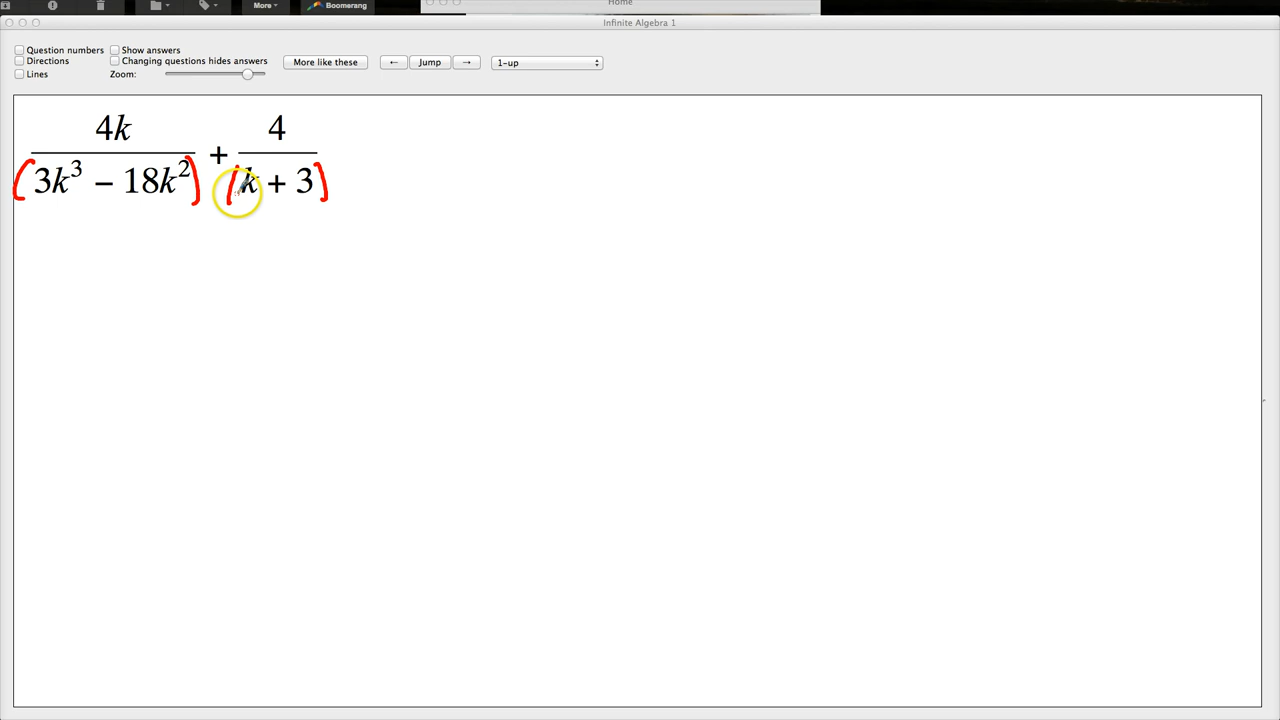 More Boomerang Home
Infinite Algebra 1
Question numbers Show answers
Directions Changing questions hides answers More like these ← Jump → 1-up
Lines Zoom:
4k/(3k³ − 18k²) + 4/(k + 3)